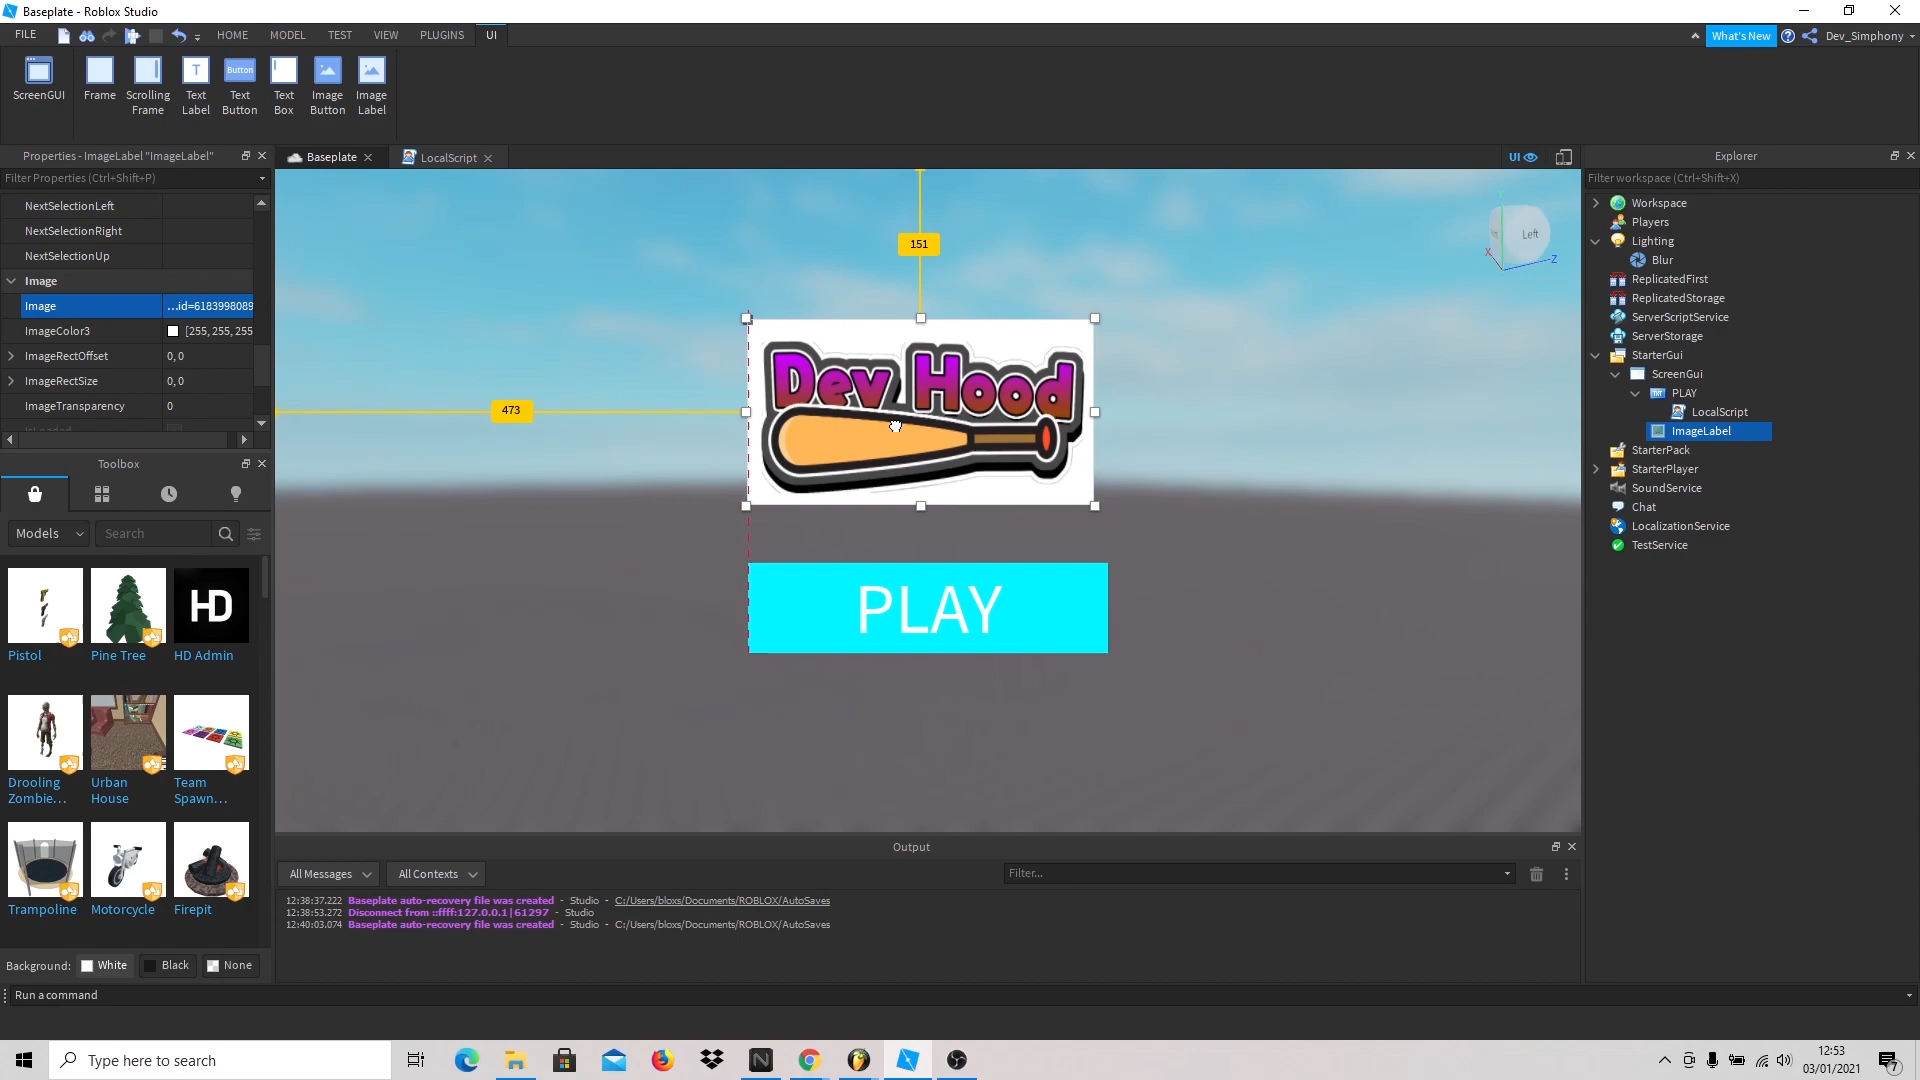 Baseplate - Roblox Studio
FILE HOME MODEL TEST VIEW PLUGINS UI What's New Dev_Simphony
ScreenGUI Frame Scrolling Frame Text Label Text Button Button Text Box Image Button Image Label
Properties - ImageLabel "ImageLabel"
Filter Properties (Ctrl+Shift+P)
NextSelectionLeft
NextSelectionRight
NextSelectionUp
Image
Image ...id=6183998089
ImageColor3 [255, 255, 255
ImageRectOffset 0, 0
ImageRectSize 0, 0
ImageTransparency 0
Toolbox
Models Search
HD
Pistol Pine Tree HD Admin
Drooling Zombie... Urban House Team Spawn...
Trampoline Motorcycle Firepit
Background: White Black None
Baseplate LocalScript UI
151
473
Left
X
Z
Dev Hood
PLAY
Output
All Messages All Contexts Filter...
12:38:37.222 Baseplate auto-recovery file was created - Studio - C:/Users/bloxs/Documents/ROBLOX/AutoSaves
12:38:53.272 Disconnect from ::ffff:127.0.0.1|61297 - Studio
12:40:03.074 Baseplate auto-recovery file was created - Studio - C:/Users/bloxs/Documents/ROBLOX/AutoSaves
Explorer
Filter workspace (Ctrl+Shift+X)
Workspace
Players
Lighting
Blur
ReplicatedFirst
ReplicatedStorage
ServerScriptService
ServerStorage
StarterGui
ScreenGui
PLAY
LocalScript
ImageLabel
StarterPack
StarterPlayer
SoundService
Chat
LocalizationService
TestService
Run a command
Type here to search
12:53
03/01/2021
7